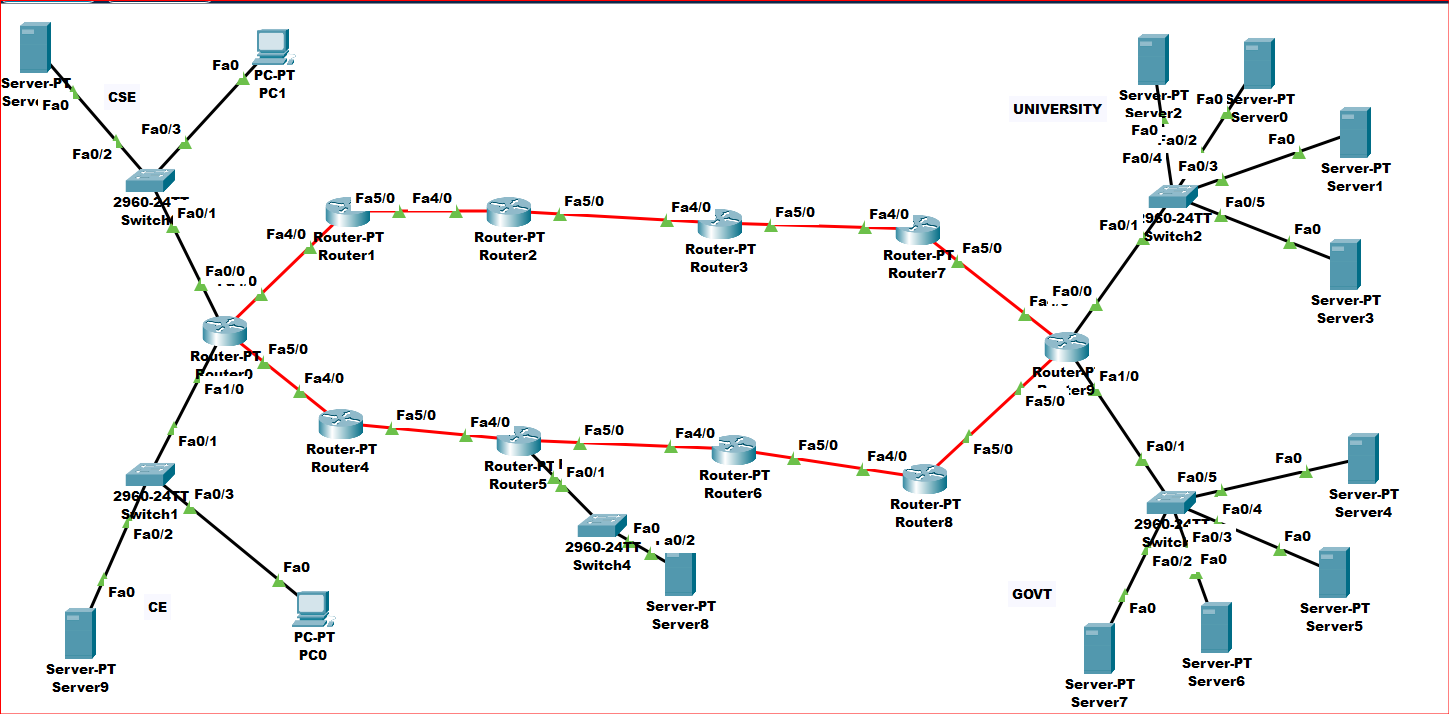 Server-PT
Fa0
CSE
Fa0
PC-PT
PC1
Fa0/3
Fa0/2
2960-24TT
Switch
Fa0/1
Fa0/0
Fa4/0
Router-PT
Fa5/0
Fa1/0
Fa0/1
2960-24TT
Switch1
Fa0/3
Fa0/2
Fa0
CE
Server-PT
Server9
Fa0
PC-PT
PC0
Fa5/0
Router-PT
Router1
Fa4/0
Router-PT
Router2
Fa5/0
Fa4/0
Router-PT
Router3
Fa5/0
Fa4/0
Router-PT
Router7
Fa5/0
Fa4/0
Router-PT
Router4
Fa5/0
Fa4/0
Router-PT
Router5
Fa5/0
Fa0/1
2960-24TT
Switch4
Fa0
Server-PT
Server8
Fa4/0
Router-PT
Router6
Fa5/0
Fa4/0
Router-PT
Router8
Fa5/0
Fa0/0
Fa5/0
Fa1/0
UNIVERSITY
Server-PT
Server2
Fa0
Fa0
Server-PT
Server0
Fa0/4
Fa0/3
Fa0
Server-PT
Server1
Fa0/1
Switch2
Fa0/5
Fa0
Server-PT
Server3
Fa0/1
Fa0/5
Fa0
Server-PT
Server4
Fa0/4
Fa0/3
Fa0/2
Fa0
Fa0
Server-PT
Server5
GOVT
Fa0
Server-PT
Server6
Server-PT
Server7